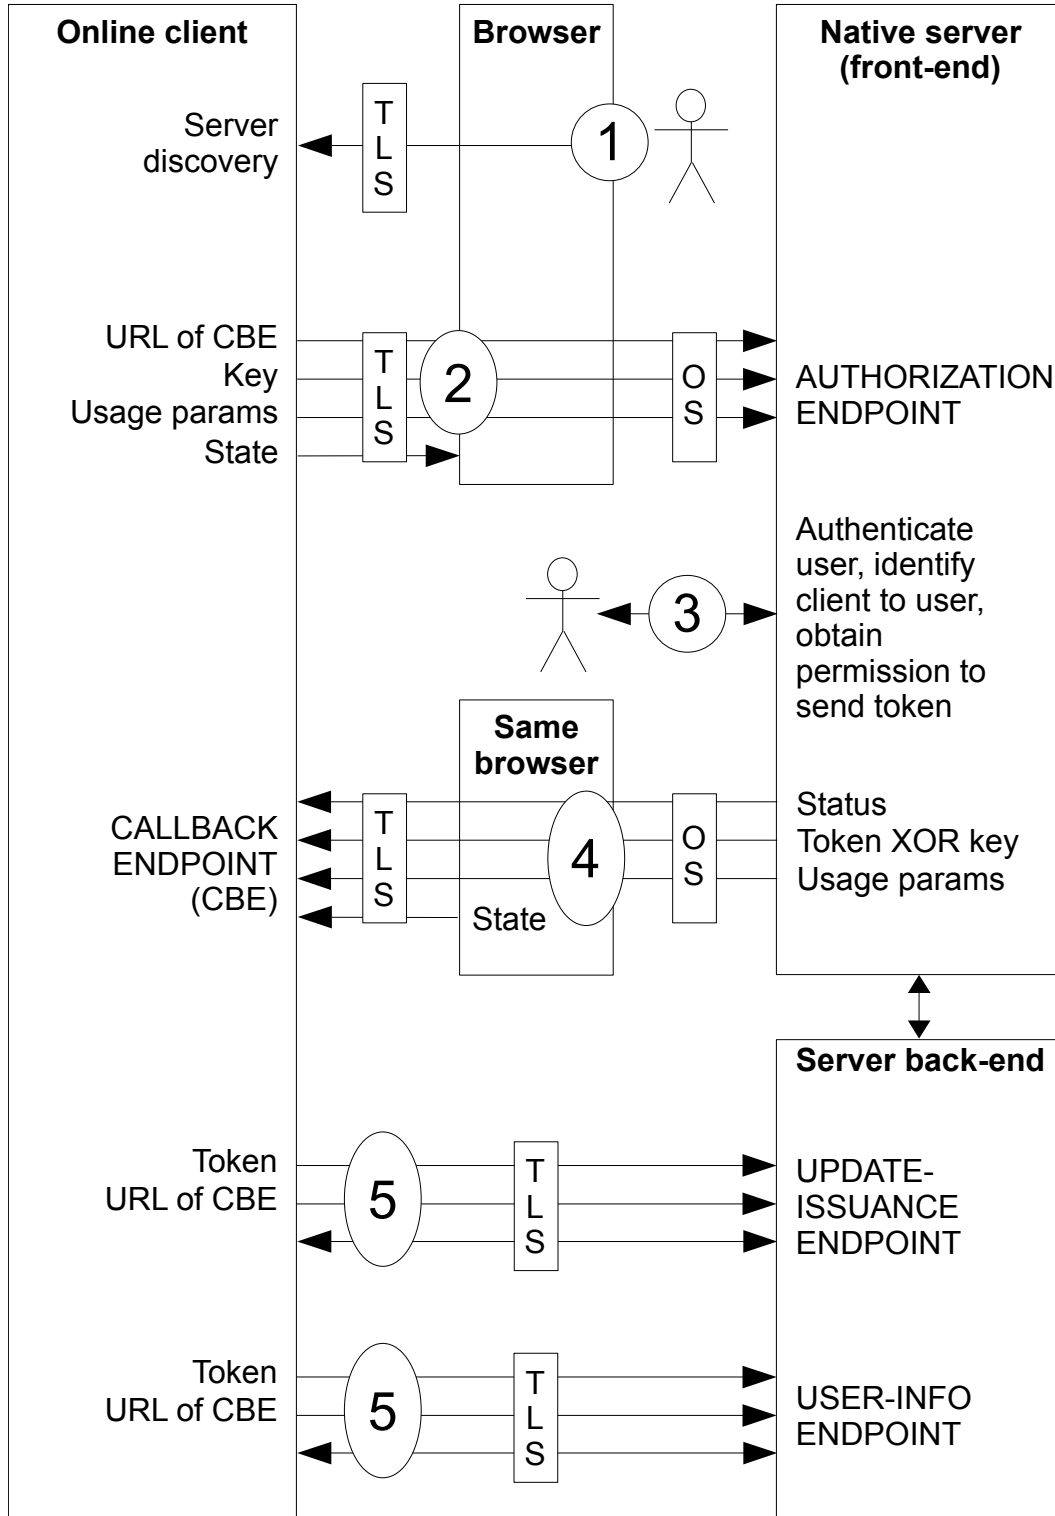 Online client
Browser
Native server
(front-end)
Server
discovery
T
L
S
1
URL of CBE
Key
Usage params
State
T
L
S
2
O
S
AUTHORIZATION
ENDPOINT
Authenticate
user, identify
client to user,
obtain
permission to
send token
3
Same
browser
CALLBACK
ENDPOINT
(CBE)
T
L
S
4
State
O
S
Status
Token XOR key
Usage params
Server back-end
Token
URL of CBE
5
T
L
S
UPDATE-
ISSUANCE
ENDPOINT
Token
URL of CBE
5
T
L
S
USER-INFO
ENDPOINT